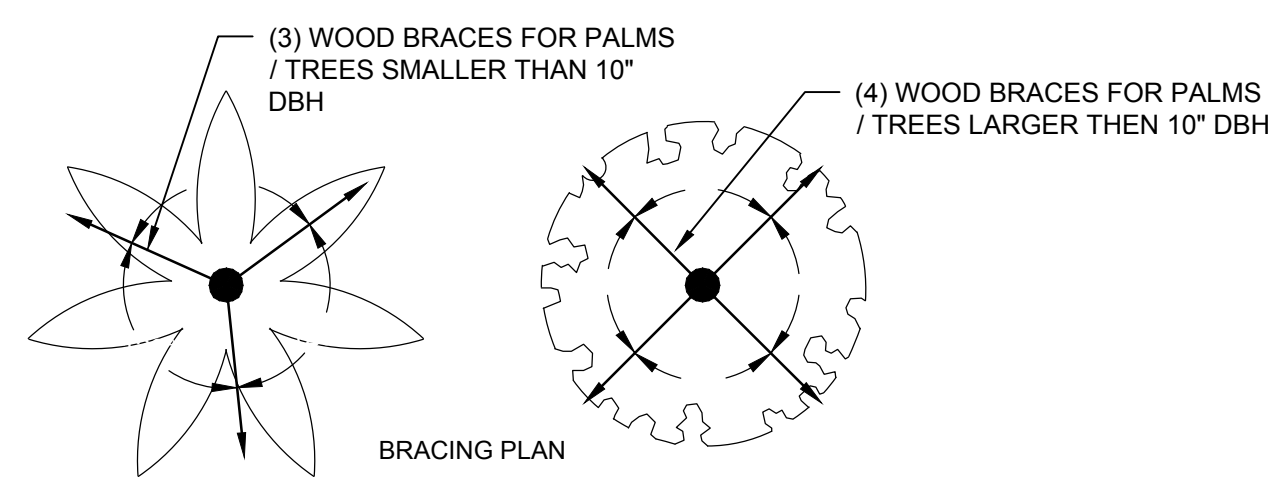 (3) WOOD BRACES FOR PALMS
/ TREES SMALLER THAN 10"
DBH
(4) WOOD BRACES FOR PALMS
/ TREES LARGER THEN 10" DBH
BRACING PLAN